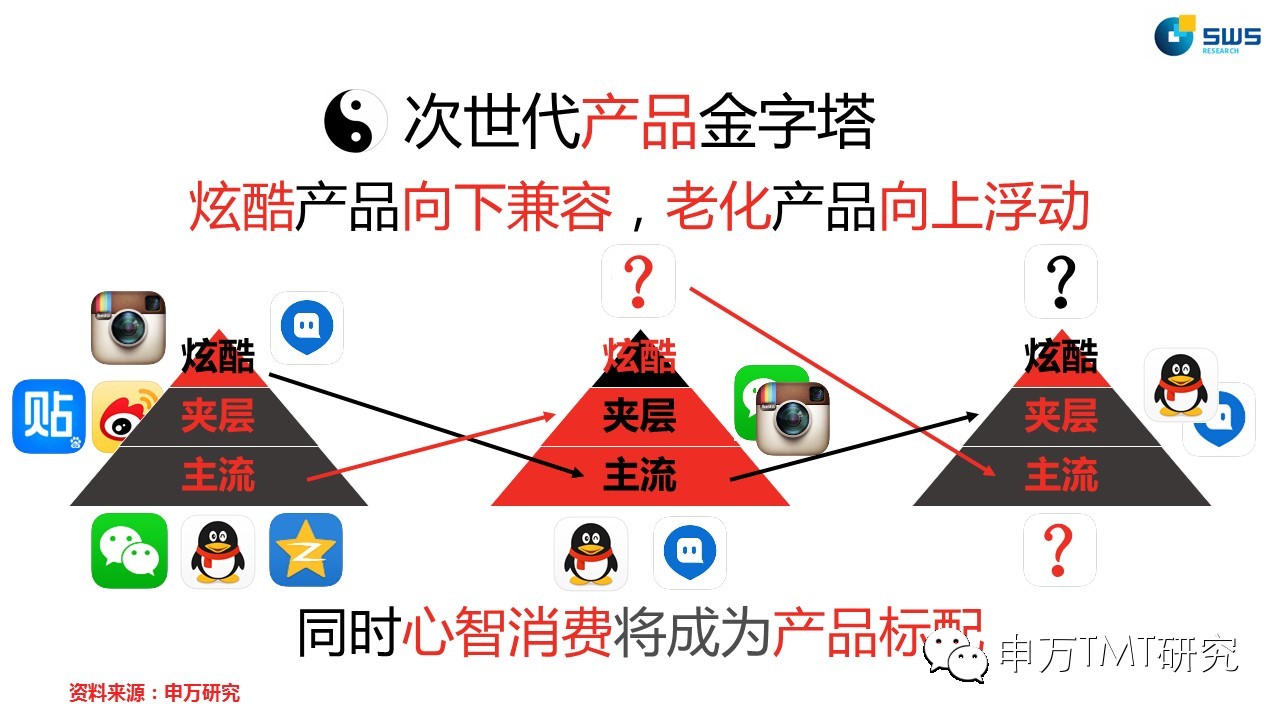 SWS
RESEARCH
次世代产品金字塔
炫酷产品向下兼容，老化产品向上浮动
?
?
炫酷
炫酷
炫酷
贴
夹层
夹层
夹层
主流
主流
主流
Z
?
同时心智消费将成为产品标配
申万TMT研究
资料来源：申万研究